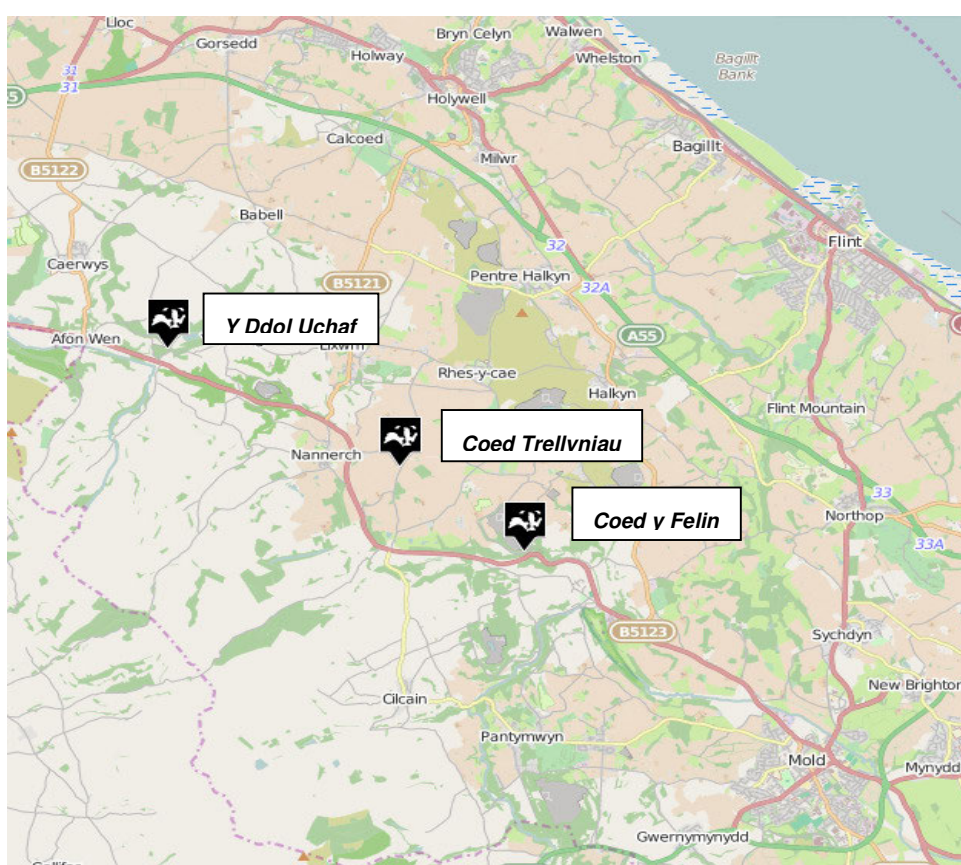 Lloc
Gorsedd
Bryn Celyn
Walwen
Holway
Whelston
Bagillt
Bank
31
31
Holywell
5
Calcoed
Milwr
Bagillt
B5122
Babell
Flint
32
Caerwys
Pentre Halkyn
B5121
32A
Y Ddol Uchaf
A55
Afon Wen
Rhes-y-cae
Halkyn
Flint Mountain
Coed Trellyniau
Nannerch
33
Northop
Coed y Felin
33A
B5123
Sychdyn
New Brighton
Cilcain
Pantymwyn
Mold
Mynydd
Gwernymynydd